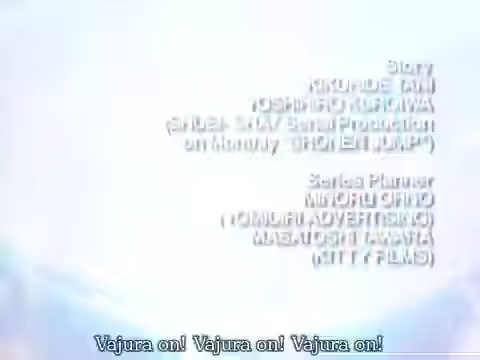 Story
KIKUHIDE TANI
YOSHIHIRO KUROIWA
(SHUEI-SHA / Serial Production
on Monthly "SHONEN JUMP")
Series Planner
MINORU OHNO
(YOMIURI ADVERTISING)
MASATOSHI TAHARA
(KITTY FILMS)
Vajura on! Vajura on! Vajura on!